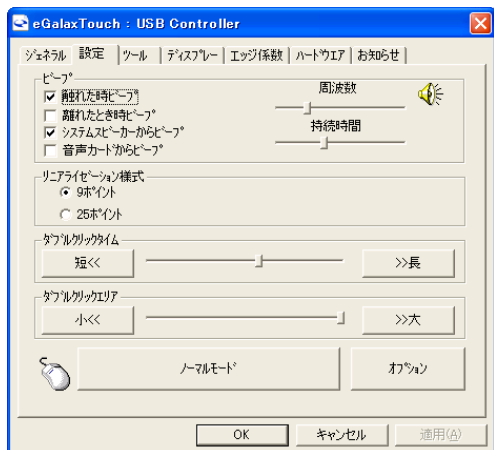 eGalaxTouch : USB Controller
ｼﾞｪﾈﾗﾙ 設定 ﾂｰﾙ ﾃﾞｨｽﾌﾟﾚｰ エッジ係数 ﾊｰﾄﾞｳｴｱ お知らせ
ﾋﾞｰﾌﾟ
触れた時ﾋﾞｰﾌﾟ
離れたとき時ﾋﾞｰﾌﾟ
ｼｽﾃﾑｽﾋﾟｰｶｰからﾋﾞｰﾌﾟ
音声ｶｰﾄﾞからﾋﾞｰﾌﾟ
周波数
持続時間
ﾘﾆｱﾗｲｾﾞｰｼｮﾝ様式
9ﾎﾟｲﾝﾄ
25ﾎﾟｲﾝﾄ
ﾀﾞﾌﾞﾙｸﾘｯｸﾀｲﾑ
短<< >>長
ﾀﾞﾌﾞﾙｸﾘｯｸｴﾘｱ
小<< >>大
ﾉｰﾏﾙﾓｰﾄﾞ ｵﾌﾟｼｮﾝ
OK キャンセル 適用(A)